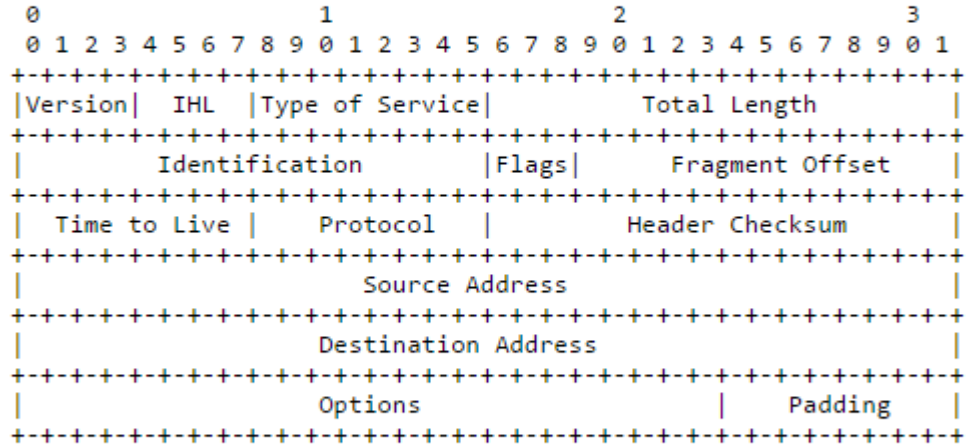 0                   1                   2                   3
 0 1 2 3 4 5 6 7 8 9 0 1 2 3 4 5 6 7 8 9 0 1 2 3 4 5 6 7 8 9 0 1
+-+-+-+-+-+-+-+-+-+-+-+-+-+-+-+-+-+-+-+-+-+-+-+-+-+-+-+-+-+-+-+-+
|Version|  IHL  |Type of Service|          Total Length         |
+-+-+-+-+-+-+-+-+-+-+-+-+-+-+-+-+-+-+-+-+-+-+-+-+-+-+-+-+-+-+-+-+
|         Identification        |Flags|      Fragment Offset    |
+-+-+-+-+-+-+-+-+-+-+-+-+-+-+-+-+-+-+-+-+-+-+-+-+-+-+-+-+-+-+-+-+
|  Time to Live |    Protocol   |         Header Checksum       |
+-+-+-+-+-+-+-+-+-+-+-+-+-+-+-+-+-+-+-+-+-+-+-+-+-+-+-+-+-+-+-+-+
|                       Source Address                          |
+-+-+-+-+-+-+-+-+-+-+-+-+-+-+-+-+-+-+-+-+-+-+-+-+-+-+-+-+-+-+-+-+
|                    Destination Address                        |
+-+-+-+-+-+-+-+-+-+-+-+-+-+-+-+-+-+-+-+-+-+-+-+-+-+-+-+-+-+-+-+-+
|                    Options                    |    Padding    |
+-+-+-+-+-+-+-+-+-+-+-+-+-+-+-+-+-+-+-+-+-+-+-+-+-+-+-+-+-+-+-+-+